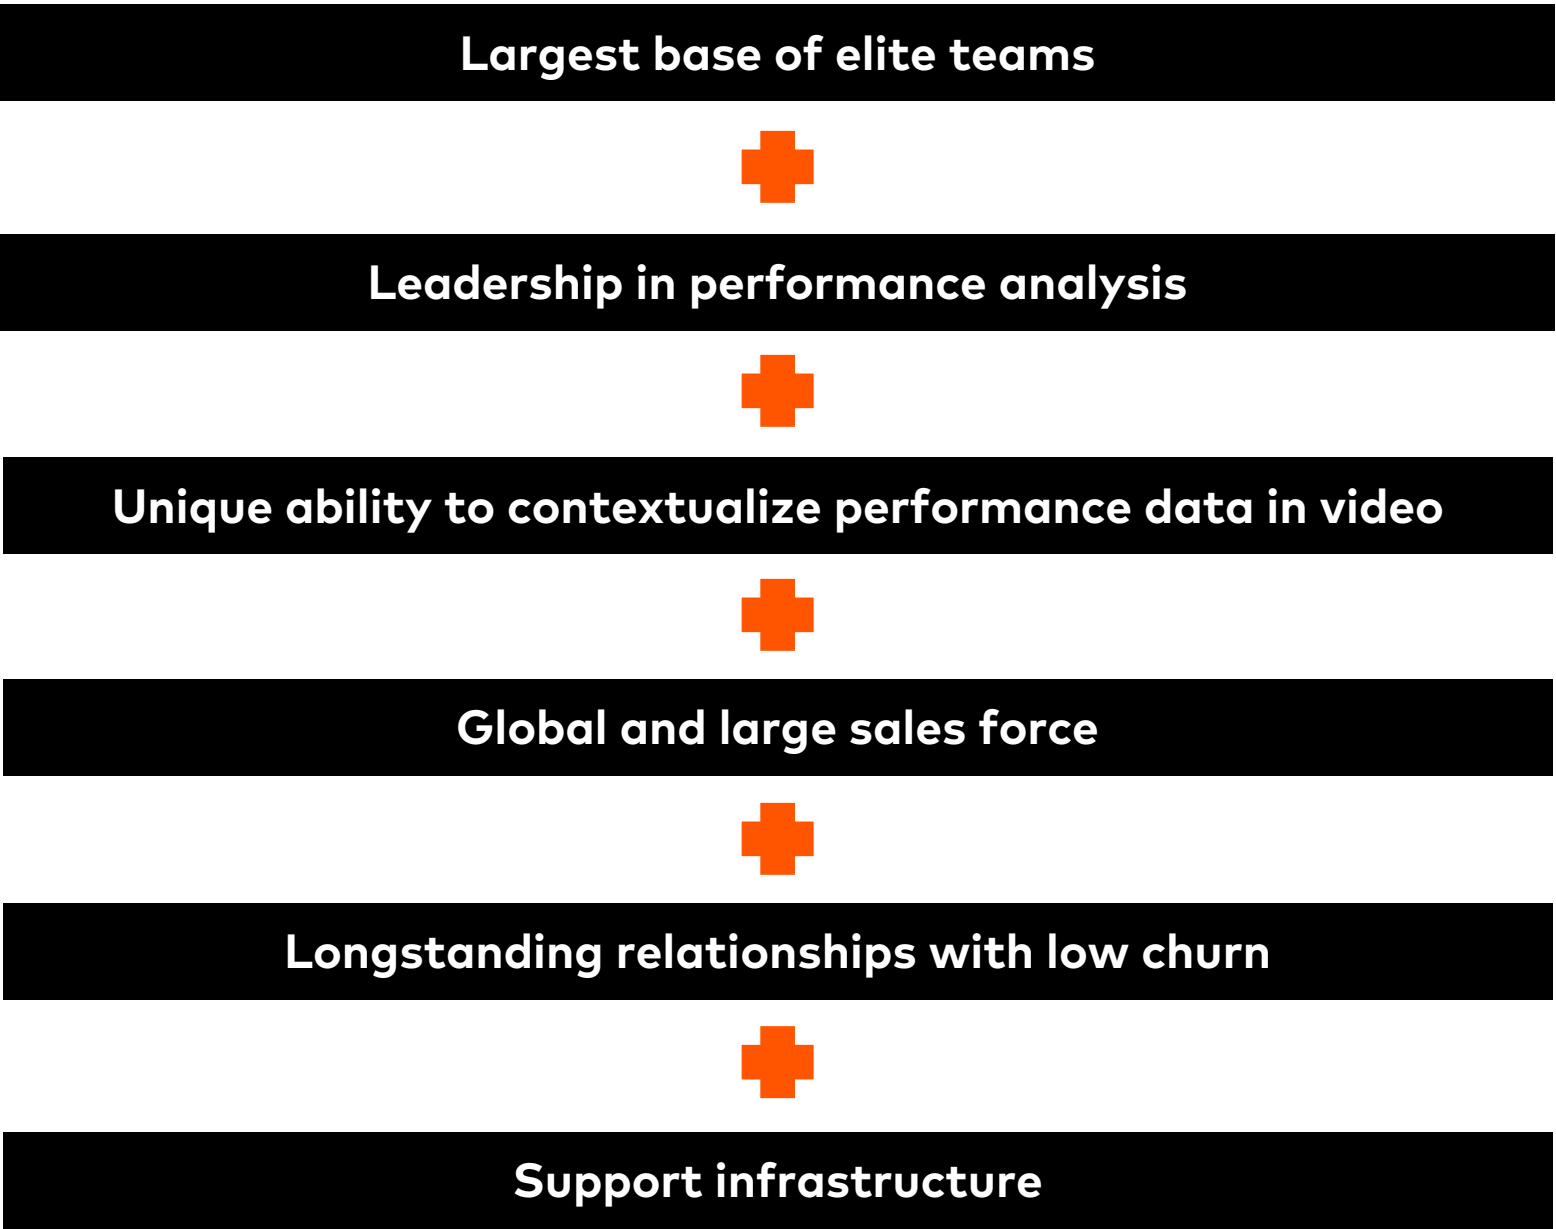 Largest base of elite teams
Leadership in performance analysis
Unique ability to contextualize performance data in video
Global and large sales force
Longstanding relationships with low churn
Support infrastructure